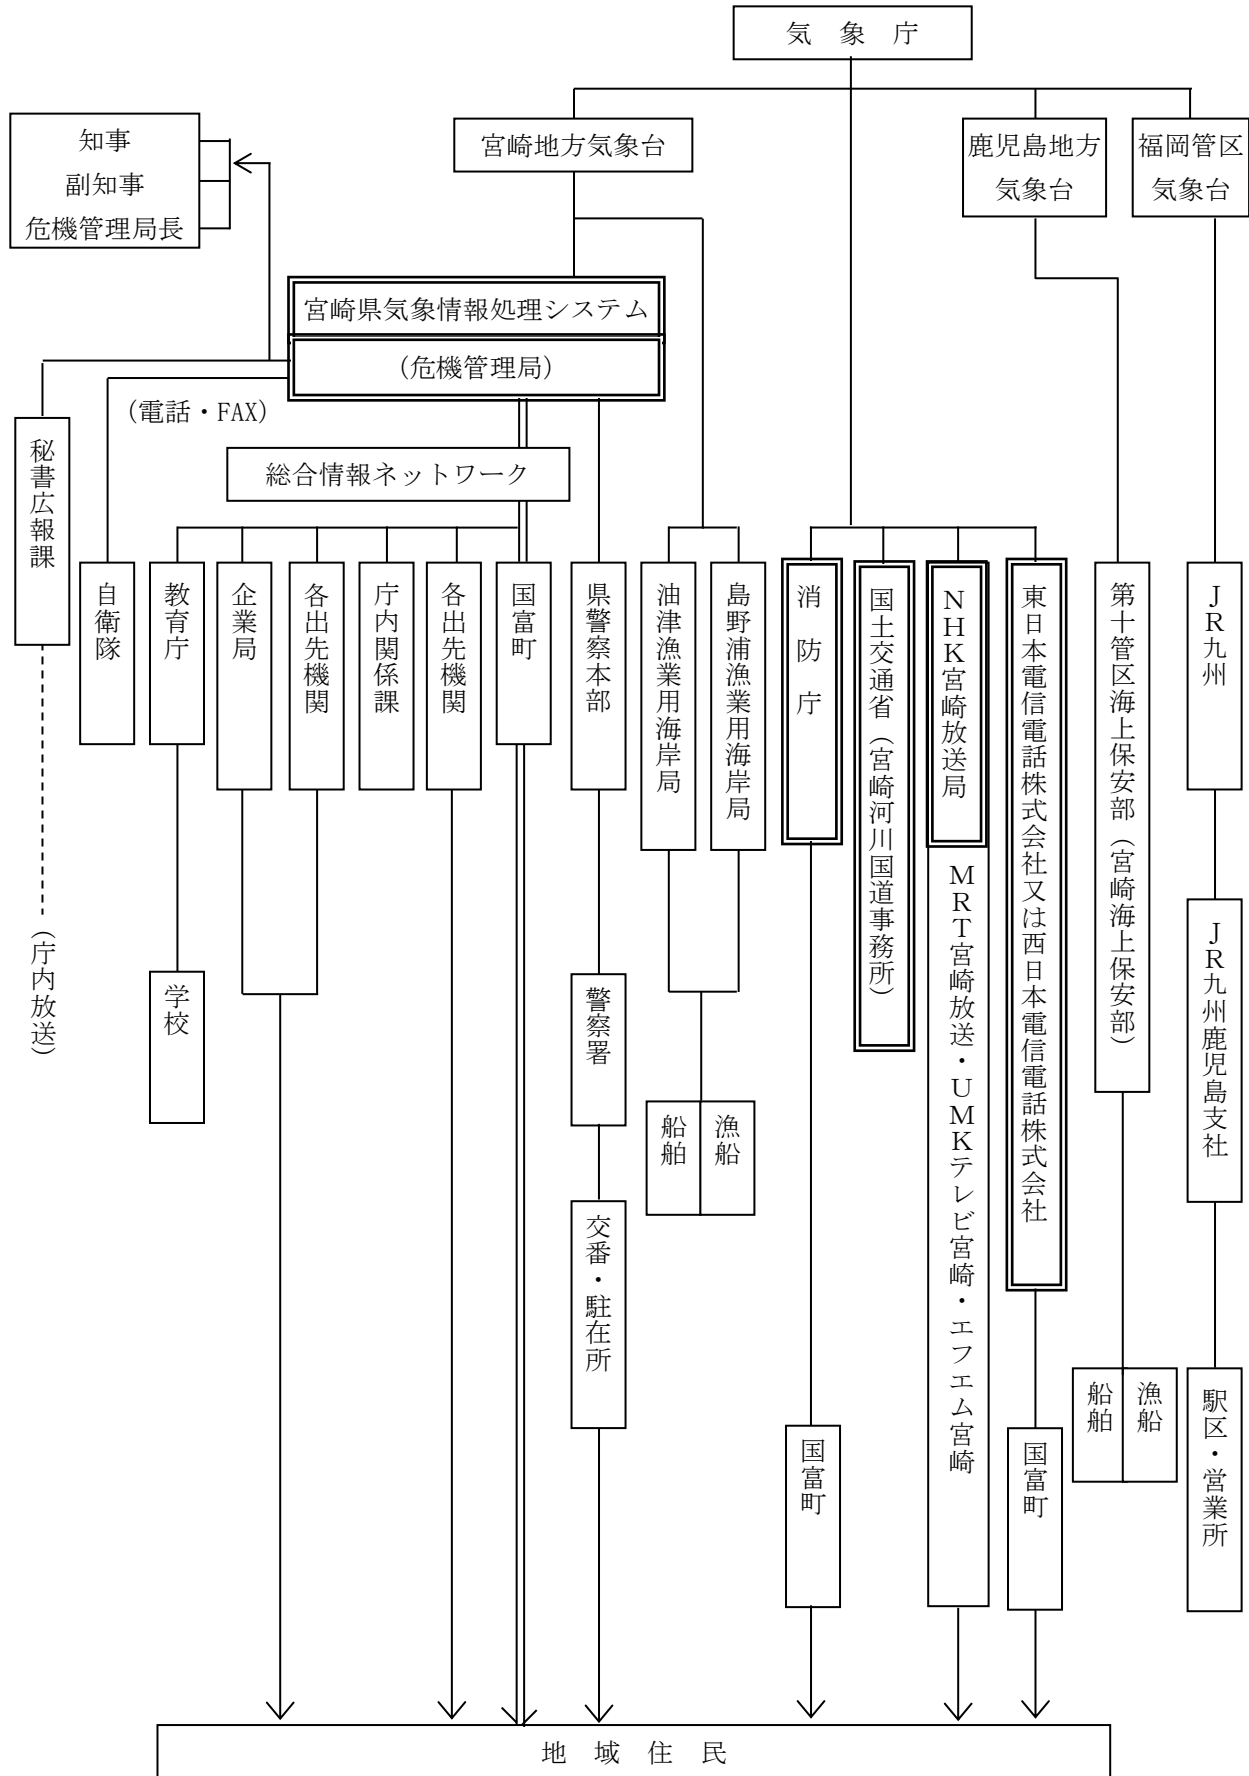 気　象　庁
知事
副知事
危機管理局長
宮崎地方気象台
鹿児島地方
気象台
福岡管区
気象台
宮崎県気象情報処理システム
（危機管理局）
（電話・FAX）
総合情報ネットワーク
秘書広報課
（庁内放送）
自衛隊
教育庁
学校
企業局
各出先機関
庁内関係課
各出先機関
国富町
県警察本部
警察署
交番・駐在所
油津漁業用海岸局
島野浦漁業用海岸局
船舶
漁船
消防庁
国富町
国土交通省（宮崎河川国道事務所）
ＮＨＫ宮崎放送局
ＭＲＴ宮崎放送・ＵＭＫテレビ宮崎・エフエム宮崎
東日本電信電話株式会社又は西日本電信電話株式会社
国富町
第十管区海上保安部（宮崎海上保安部）
船舶
漁船
ＪＲ九州
ＪＲ九州鹿児島支社
駅区・営業所
地　域　住　民